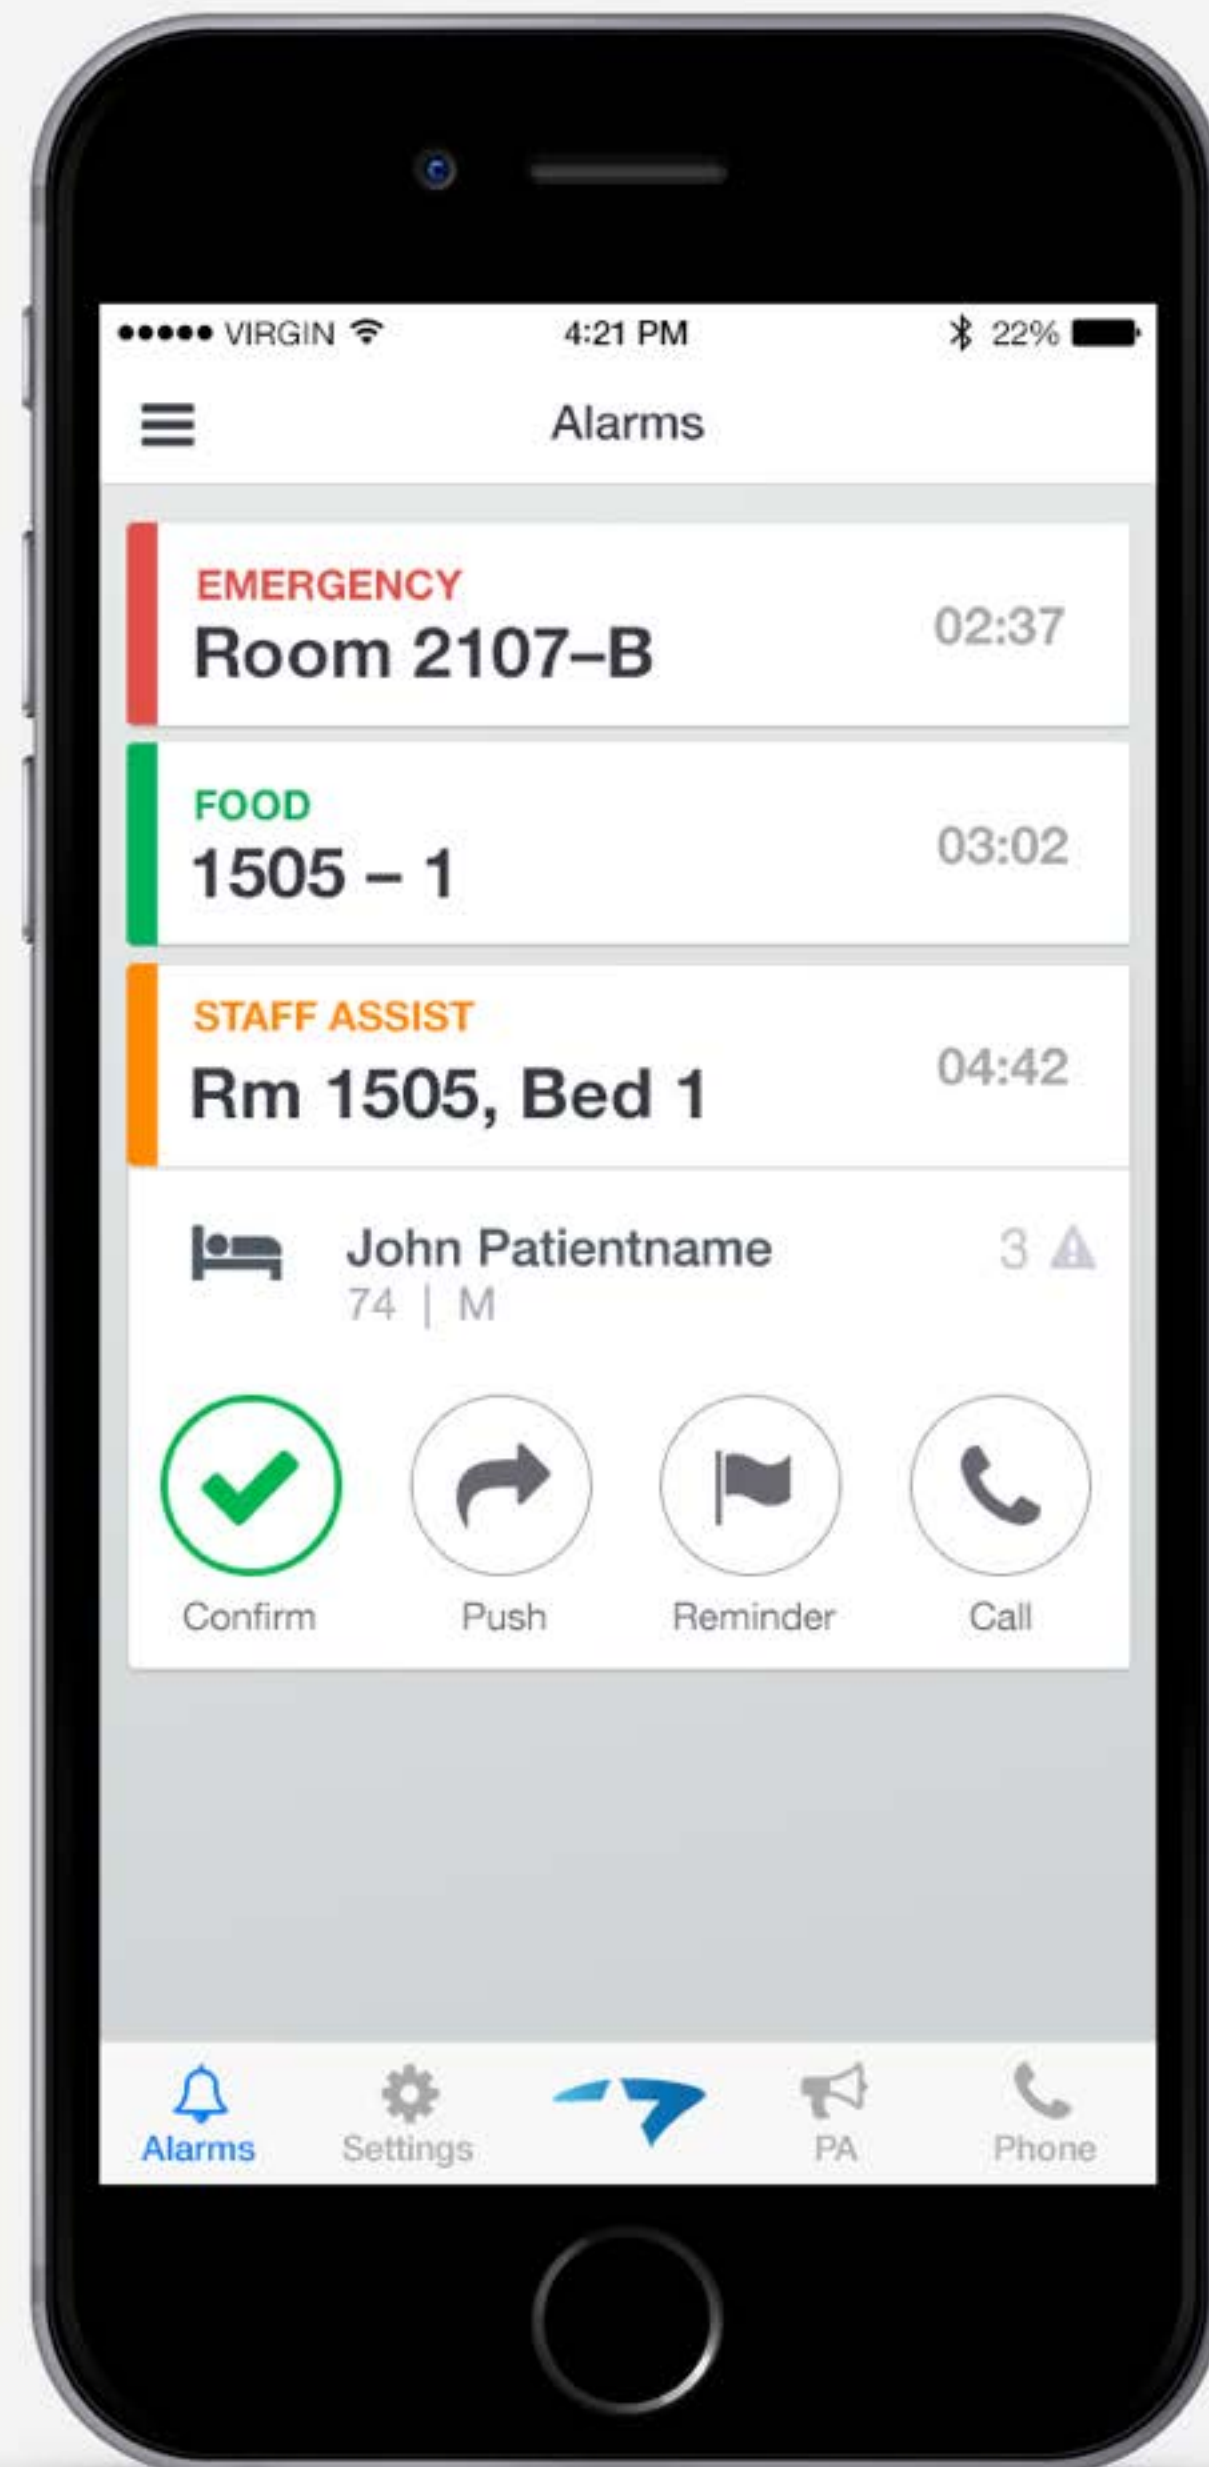 VIRGIN 4:21 PM 22%
Alarms
EMERGENCY
Room 2107–B 02:37
FOOD
1505 – 1 03:02
STAFF ASSIST
Rm 1505, Bed 1 04:42
John Patientname 3
74 | M
Confirm Push Reminder Call
Alarms Settings PA Phone